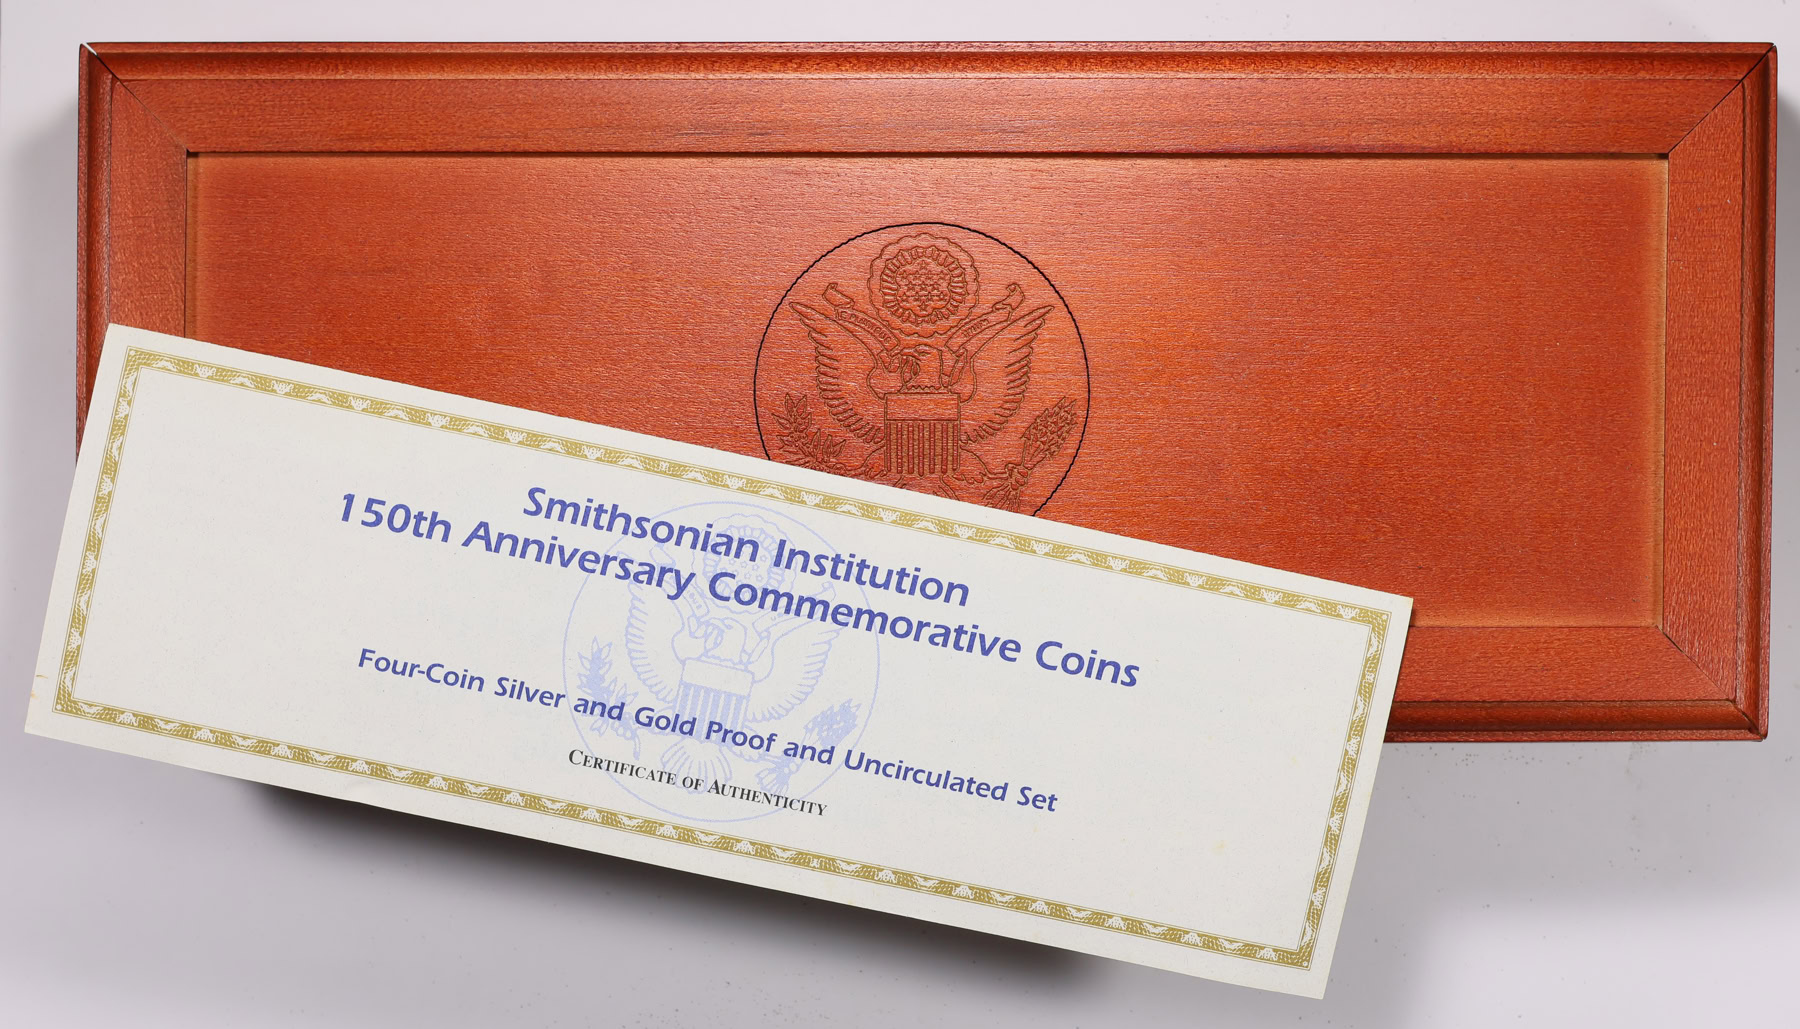 Smithsonian Institution
150th Anniversary Commemorative Coins
Four-Coin Silver and Gold Proof and Uncirculated Set
CERTIFICATE OF AUTHENTICITY